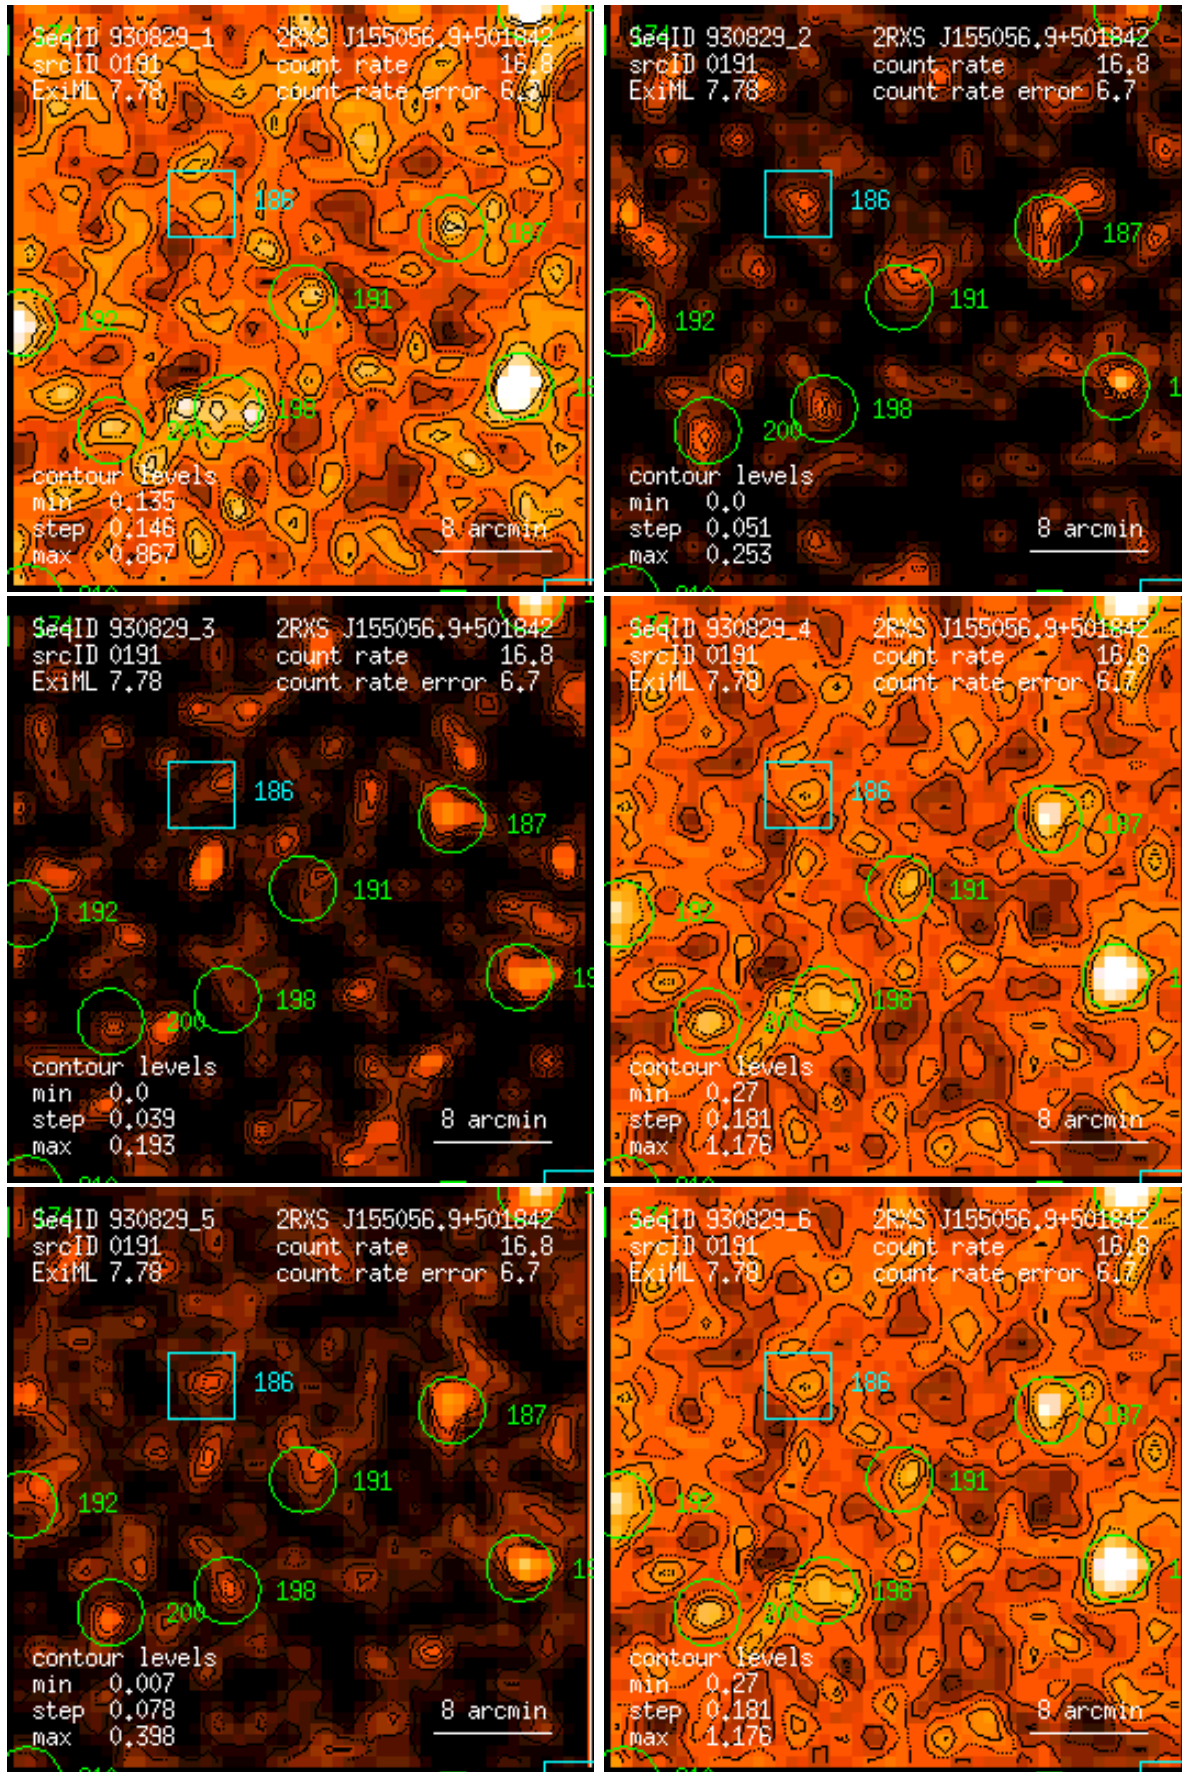 SeqID 930829_1 2RXS J155056.9+501842
srcID 0191 count rate 16.8
ExiML 7.78 count rate error 6.7
186
187
191
192
198
19
200
contour levels
min 0.135
step 0.146 8 arcmin
max 0.867
SeqID 930829_2 2RXS J155056.9+501842
srcID 0191 count rate 16.8
ExiML 7.78 count rate error 6.7
186
187
191
192
198
1
200
contour levels
min 0.0
step 0.051 8 arcmin
max 0.253
SeqID 930829_3 2RXS J155056.9+501842
srcID 0191 count rate 16.8
ExiML 7.78 count rate error 6.7
186
187
191
192
198
19
200
contour levels
min 0.0
step 0.039 8 arcmin
max 0.193
SeqID 930829_4 2RXS J155056.9+501842
srcID 0191 count rate 16.8
ExiML 7.78 count rate error 6.7
186
187
191
192
198
1
200
contour levels
min 0.27
step 0.181 8 arcmin
max 1.176
SeqID 930829_5 2RXS J155056.9+501842
srcID 0191 count rate 16.8
ExiML 7.78 count rate error 6.7
186
187
191
192
198
19
200
contour levels
min 0.007
step 0.078 8 arcmin
max 0.398
SeqID 930829_6 2RXS J155056.9+501842
srcID 0191 count rate 16.8
ExiML 7.78 count rate error 6.7
186
187
191
192
198
1
200
contour levels
min 0.27
step 0.181 8 arcmin
max 1.176